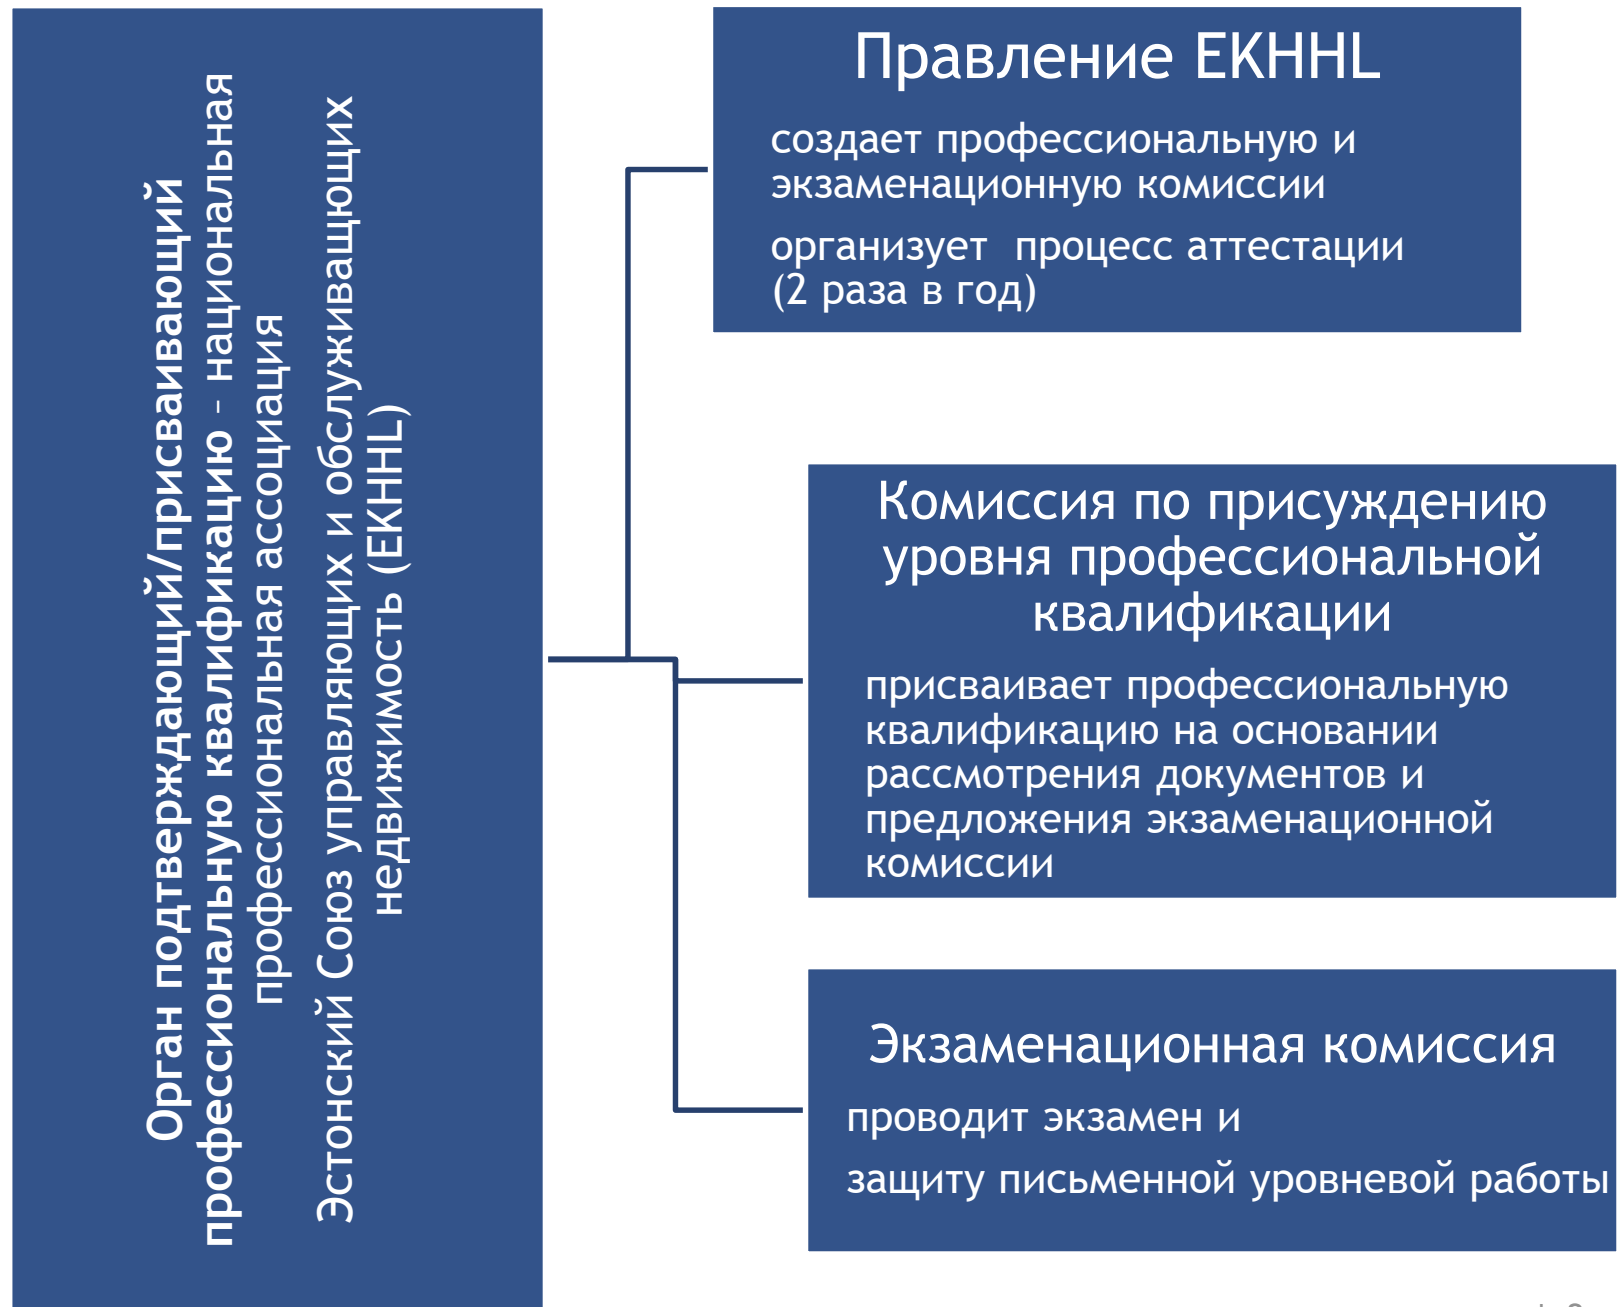 Орган подтверждающий/присваивающий
профессиональную квалификацию – национальная
профессиональная ассоциация
Эстонский Союз управляющих и обслуживащющих
недвижимость (EKHHL)
Правление EKHHL
создает профессиональную и
экзаменационную комиссии
организует процесс аттестации
(2 раза в год)
Комиссия по присуждению
уровня профессиональной
квалификации
присваивает профессиональную
квалификацию на основании
рассмотрения документов и
предложения экзаменационной
комиссии
Экзаменационная комиссия
проводит экзамен и
защиту письменной уровневой работы